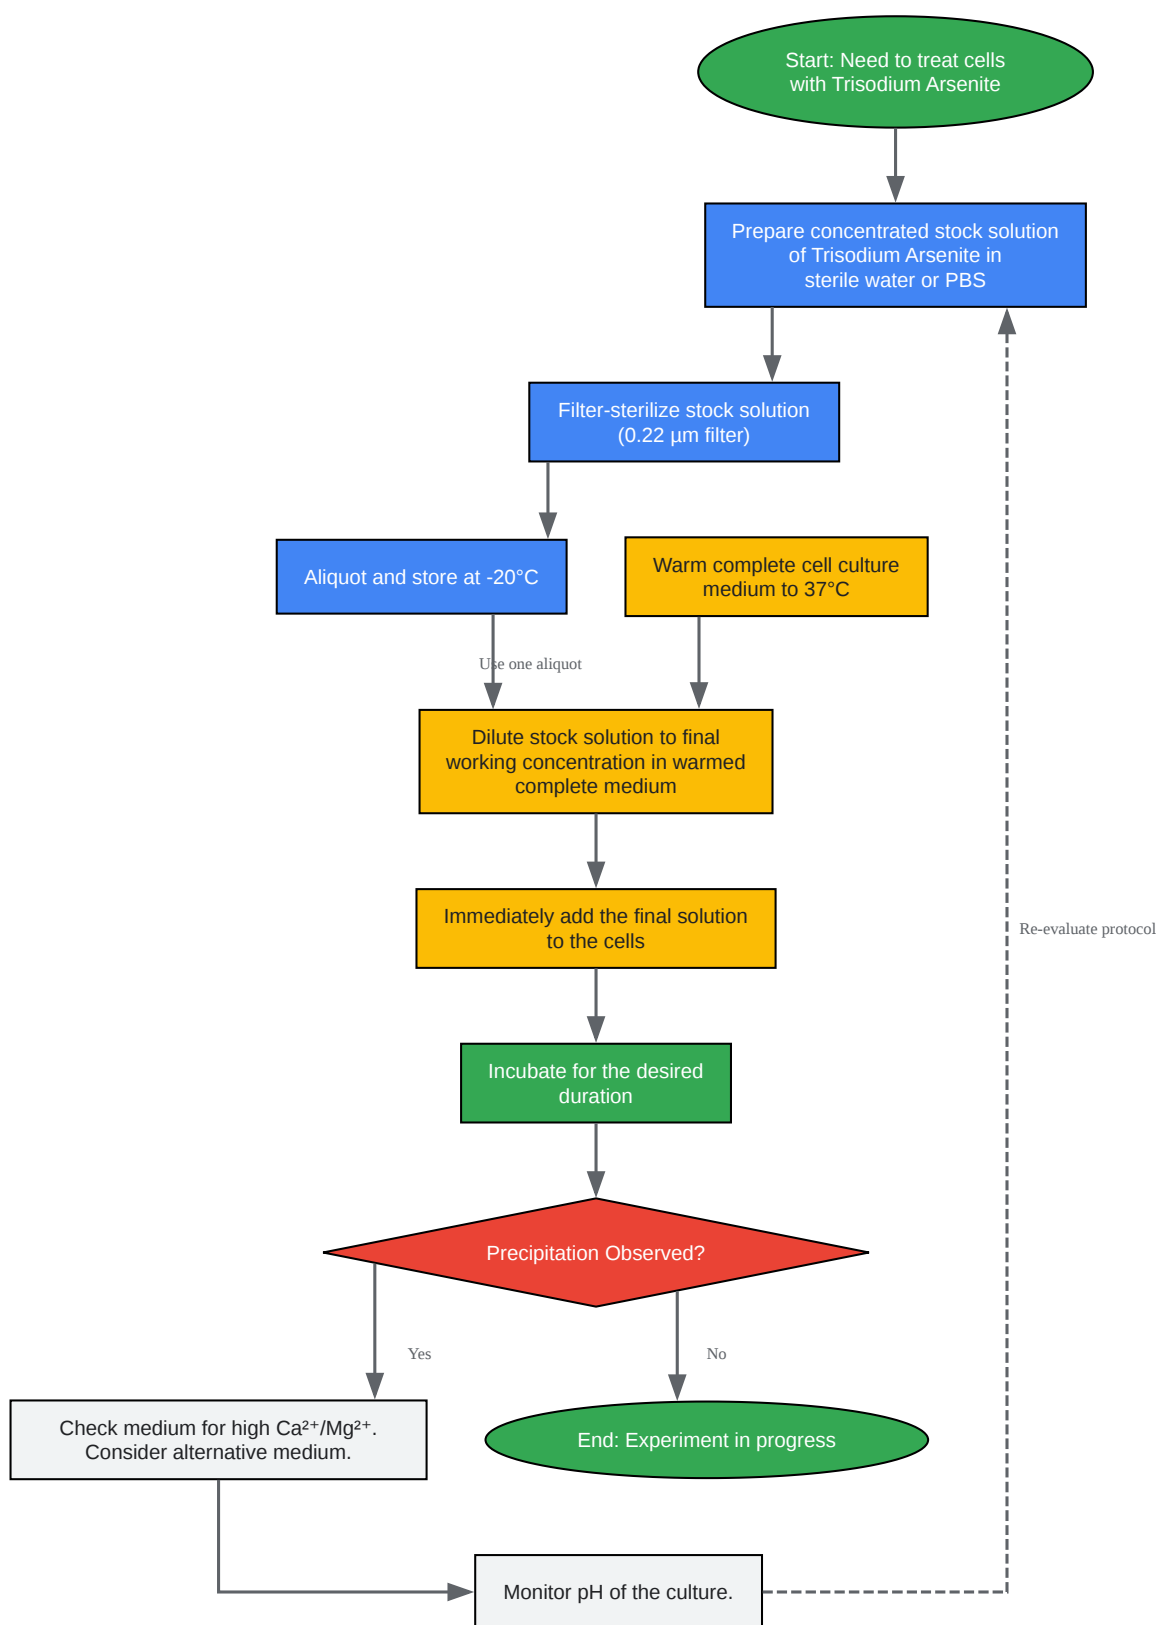 Start: Need to treat cells
with Trisodium Arsenite
Prepare concentrated stock solution
of Trisodium Arsenite in
sterile water or PBS
Filter-sterilize stock solution
(0.22 µm filter)
Aliquot and store at -20°C
Warm complete cell culture
medium to 37°C
Use one aliquot
Dilute stock solution to final
working concentration in warmed
complete medium
Immediately add the final solution
to the cells
Re-evaluate protocol
Incubate for the desired
duration
Precipitation Observed?
Yes
No
Check medium for high Ca²⁺/Mg²⁺.
Consider alternative medium.
End: Experiment in progress
Monitor pH of the culture.